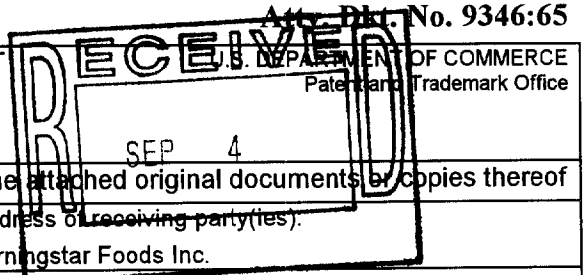 Atty. Dkt. No. 9346:65
RECEIVED
U.S. DEPARTMENT OF COMMERCE
Patent and Trademark Office
SEP 4
he attached original documents or copies thereof
dress of receiving party(ies):
rningstar Foods Inc.